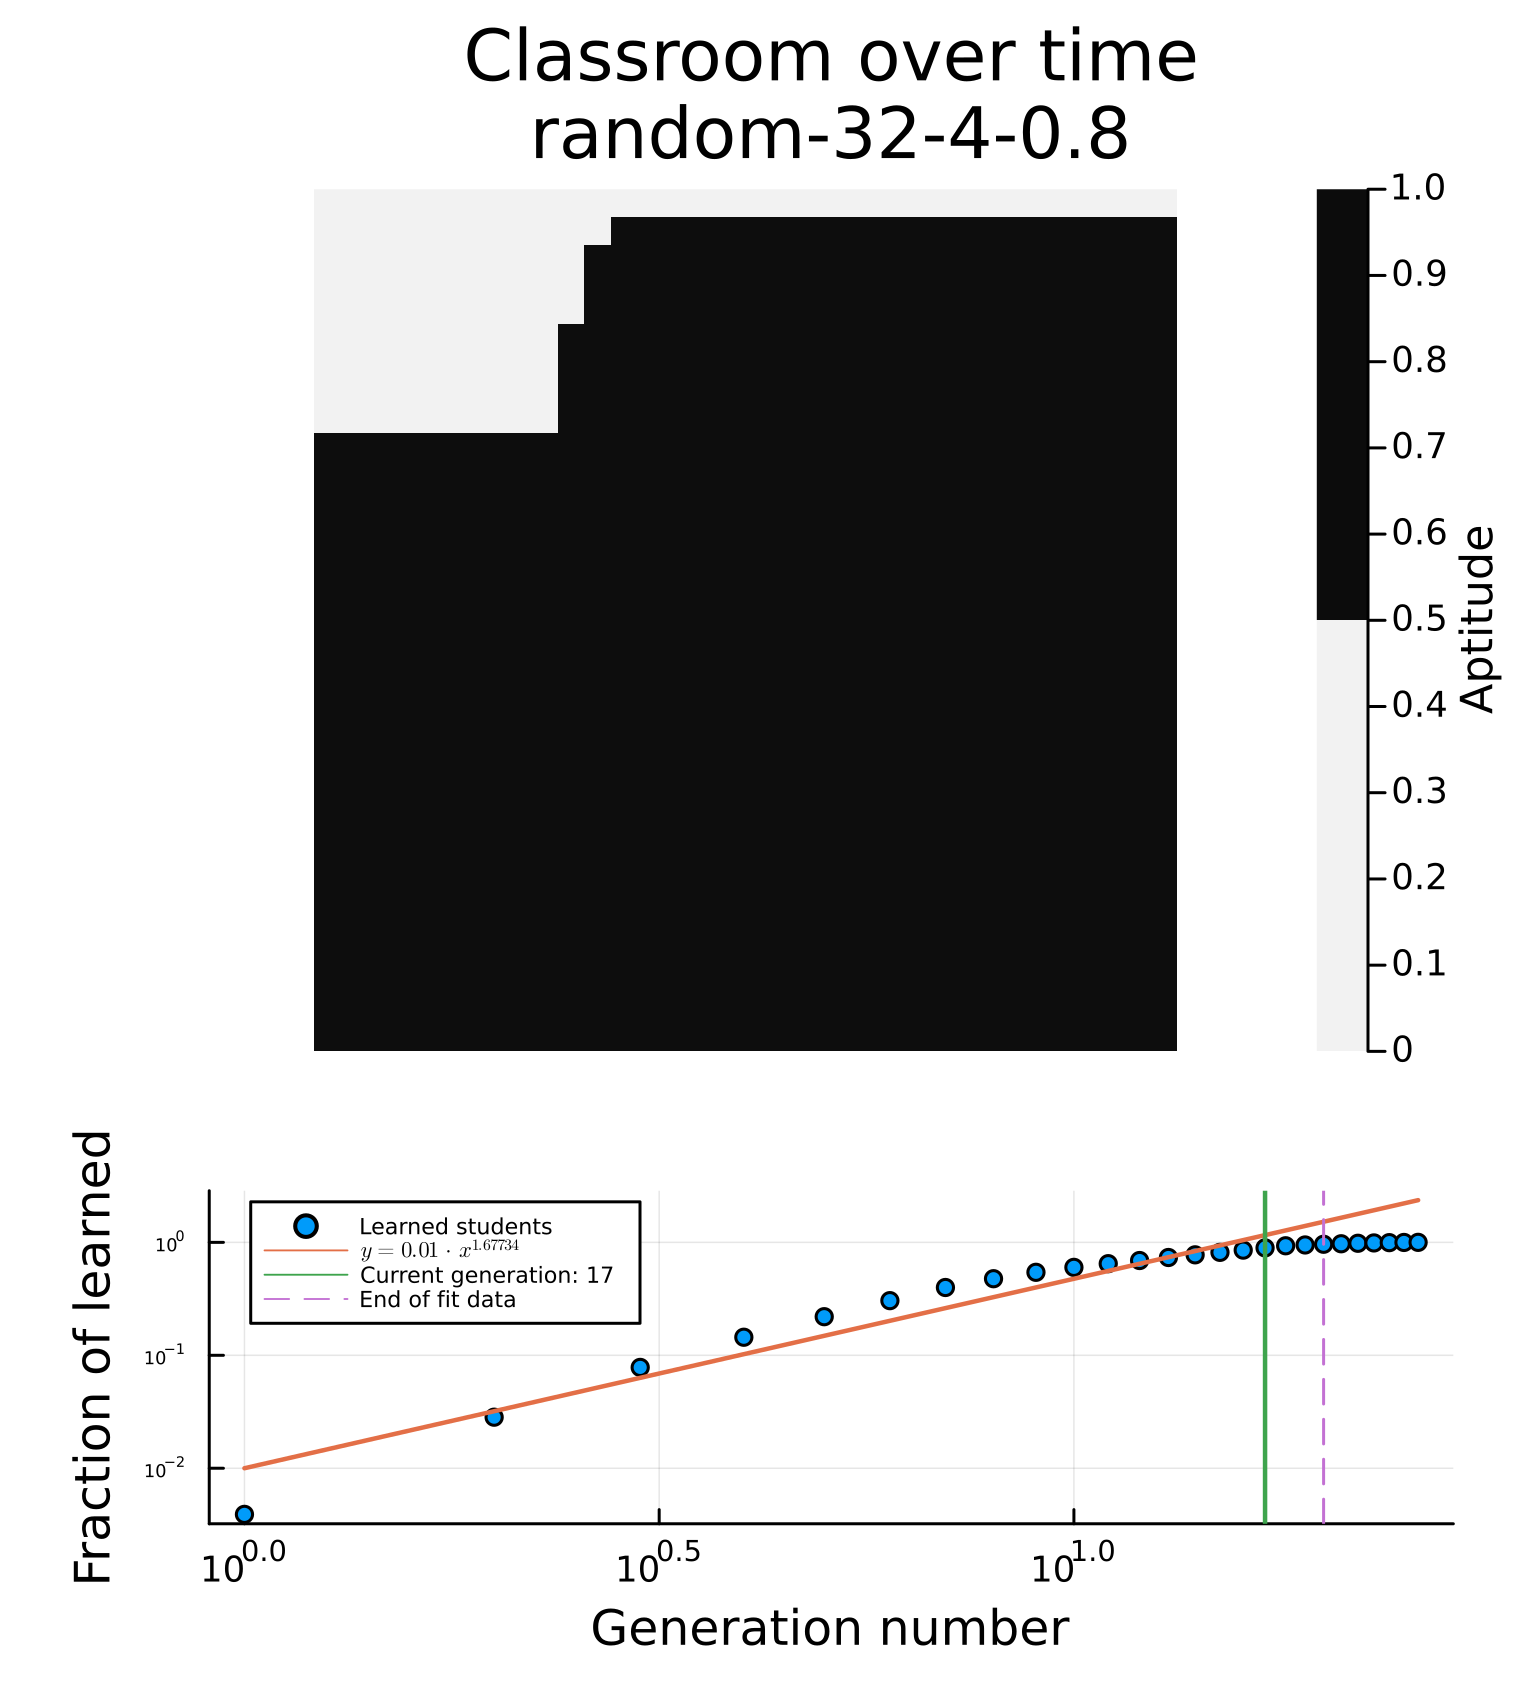 Classroom over time
random-32-4-0.8
1.0
0.9
0.8
0.7
0.6
0.5
0.4
0.3
0.2
0.1
0
Aptitude
Fraction of learned
10⁰
10⁻¹
10⁻²
Learned students
y = 0.01 · x^1.67734
Current generation: 17
End of fit data
10^0.0
10^0.5
10^1.0
Generation number